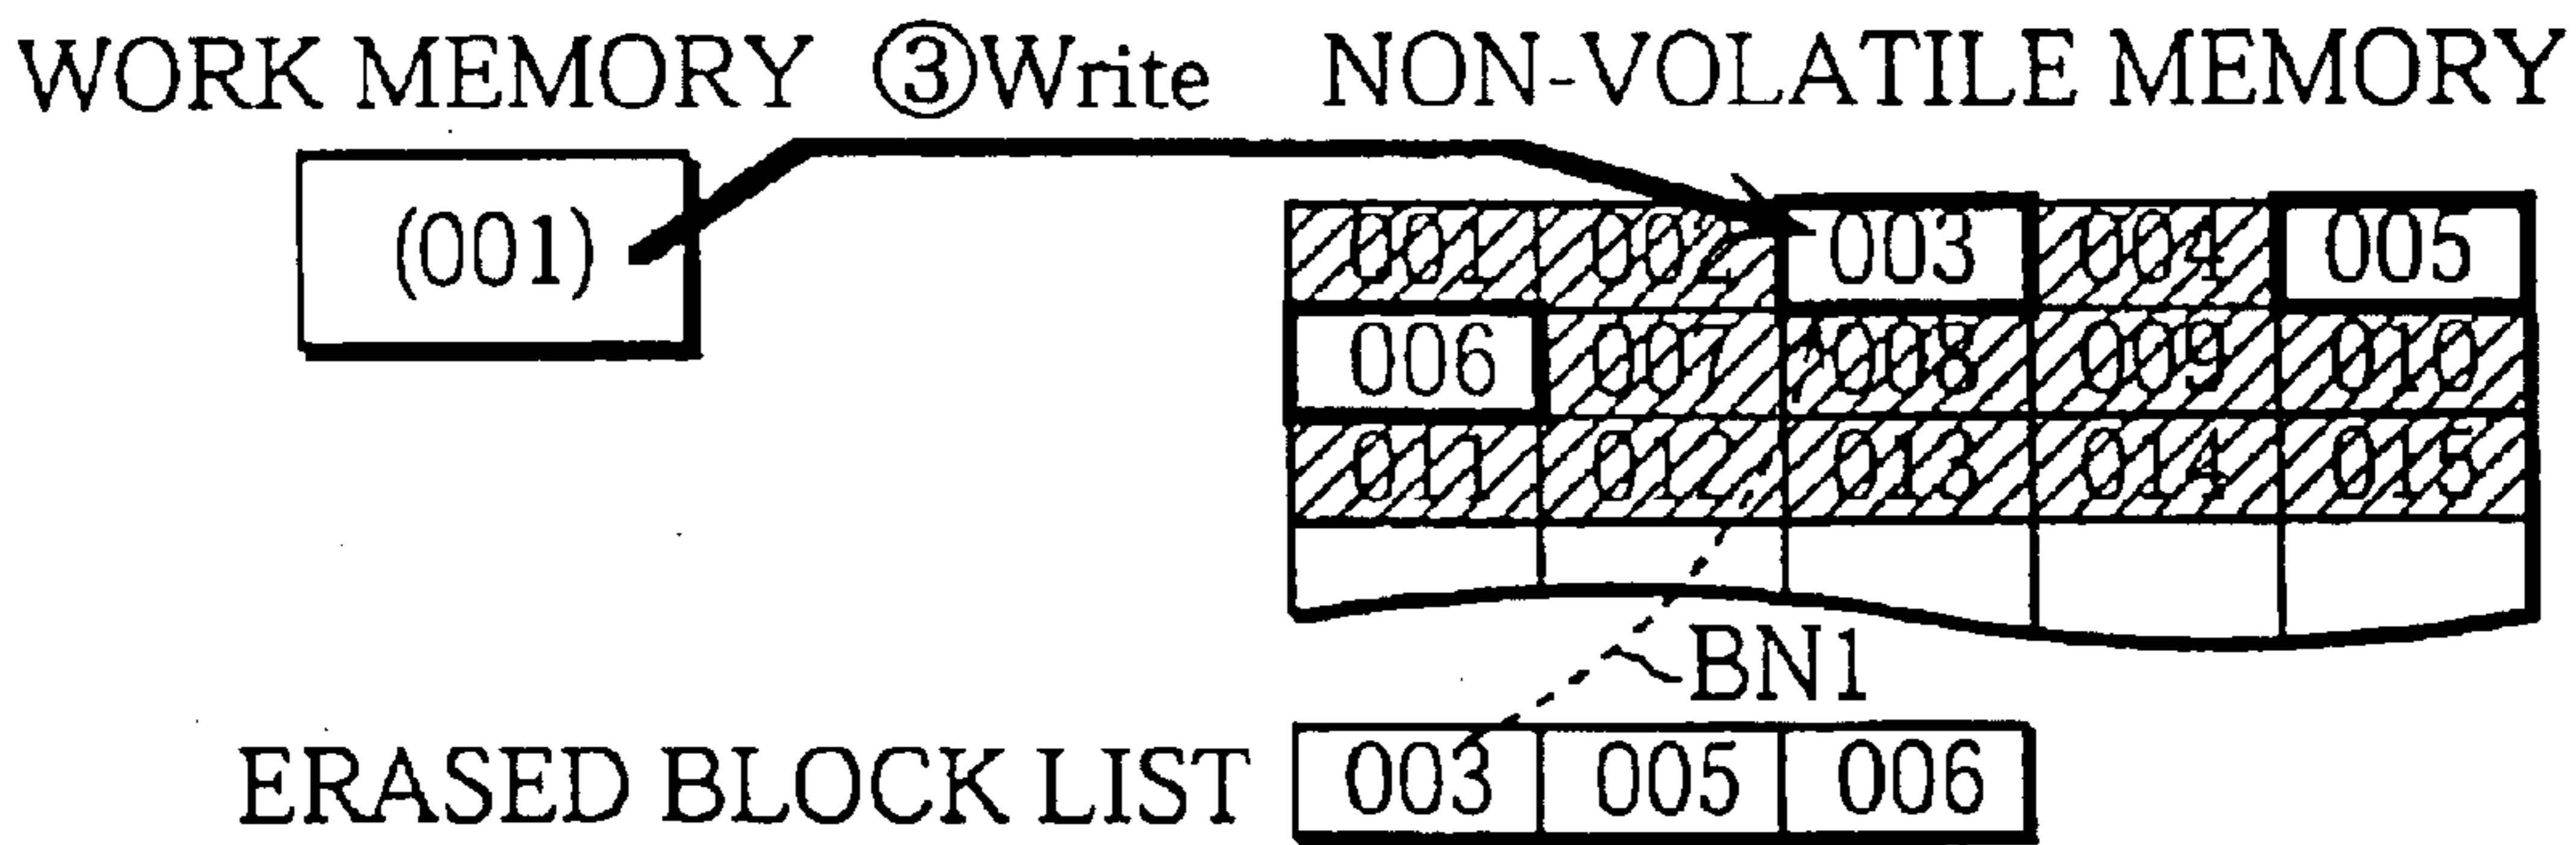 WORK MEMORY ③Write NON-VOLATILE MEMORY
(001)
001 002 003 004 005
006 007 008 009 010
011 012 013 014 015
BN1
ERASED BLOCK LIST 003 005 006